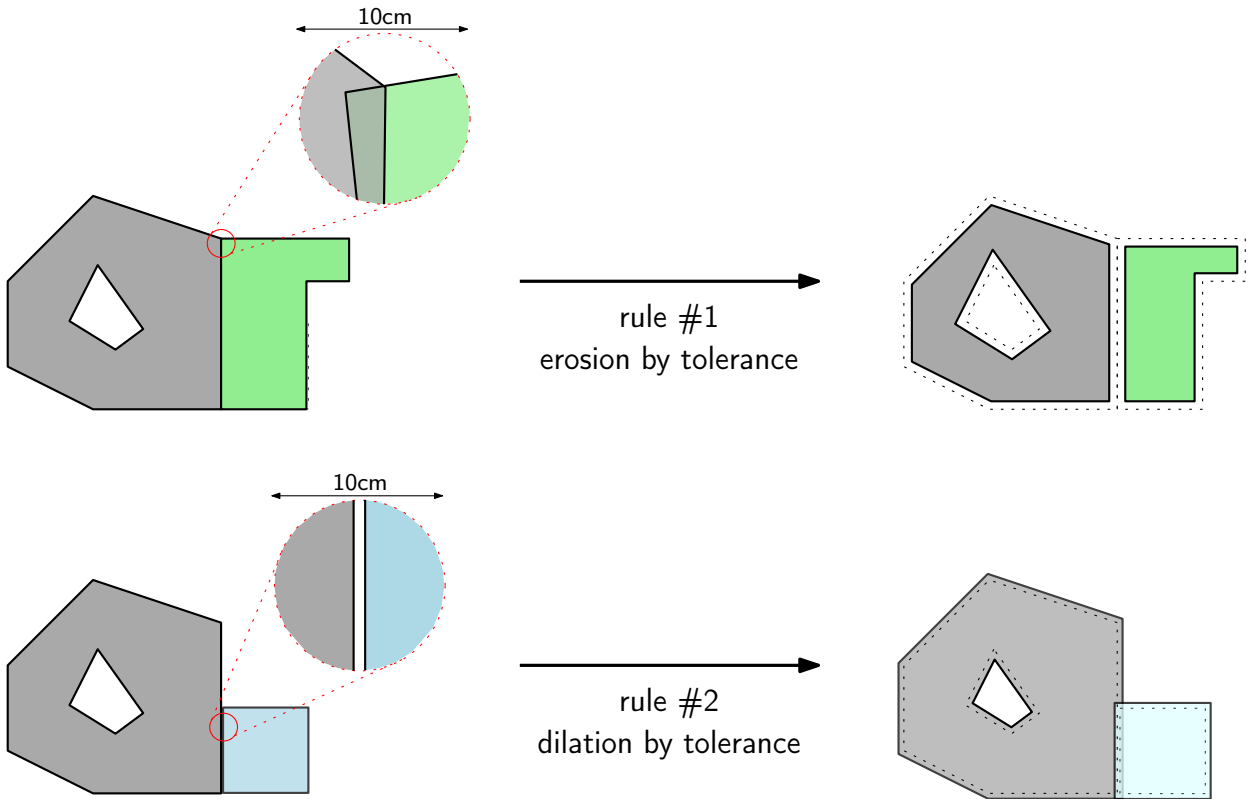 10cm
rule #1
erosion by tolerance
10cm
rule #2
dilation by tolerance